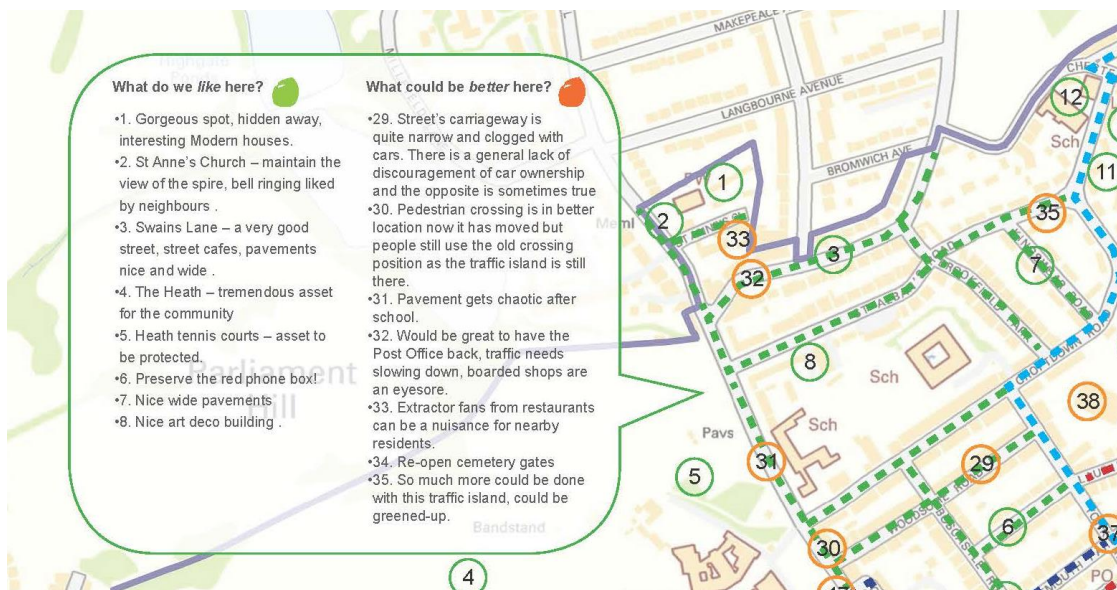 What do we like here?
•1. Gorgeous spot, hidden away,
interesting Modern houses.
•2. St Anne's Church – maintain the
view of the spire, bell ringing liked
by neighbours .
•3. Swains Lane – a very good
street, street cafes, pavements
nice and wide .
•4. The Heath – tremendous asset
for the community
•5. Heath tennis courts – asset to
be protected.
•6. Preserve the red phone box!
•7. Nice wide pavements
•8. Nice art deco building .
What could be better here?
•29. Street's carriageway is
quite narrow and clogged with
cars. There is a general lack of
discouragement of car ownership
and the opposite is sometimes true
•30. Pedestrian crossing is in better
location now it has moved but
people still use the old crossing
position as the traffic island is still
there.
•31. Pavement gets chaotic after
school.
•32. Would be great to have the
Post Office back, traffic needs
slowing down, boarded shops are
an eyesore.
•33. Extractor fans from restaurants
can be a nuisance for nearby
residents.
•34. Re-open cemetery gates
•35. So much more could be done
with this traffic island, could be
greened-up.
Highgate
Parliament
Hill
Bandstand
MAKEPEACE
LANGBOURNE AVENUE
BROMWICH AVE
CROFTDOWN ROAD
Meml
Sch
Sch
Sch
Pavs
PO
1
2
3
4
5
6
7
8
11
12
29
30
31
32
33
35
37
38